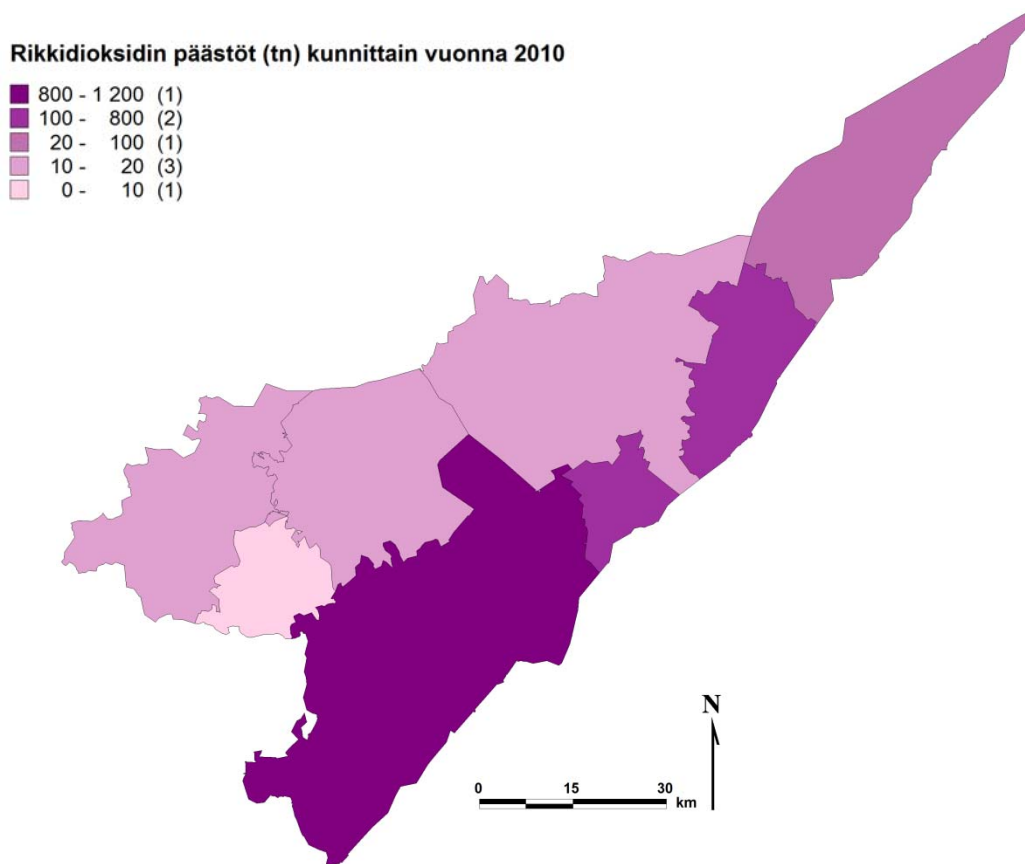 Rikkidioksidin päästöt (tn) kunnittain vuonna 2010
800 - 1 200 (1)
100 - 800 (2)
20 - 100 (1)
10 - 20 (3)
0 - 10 (1)
N
0 15 30
km